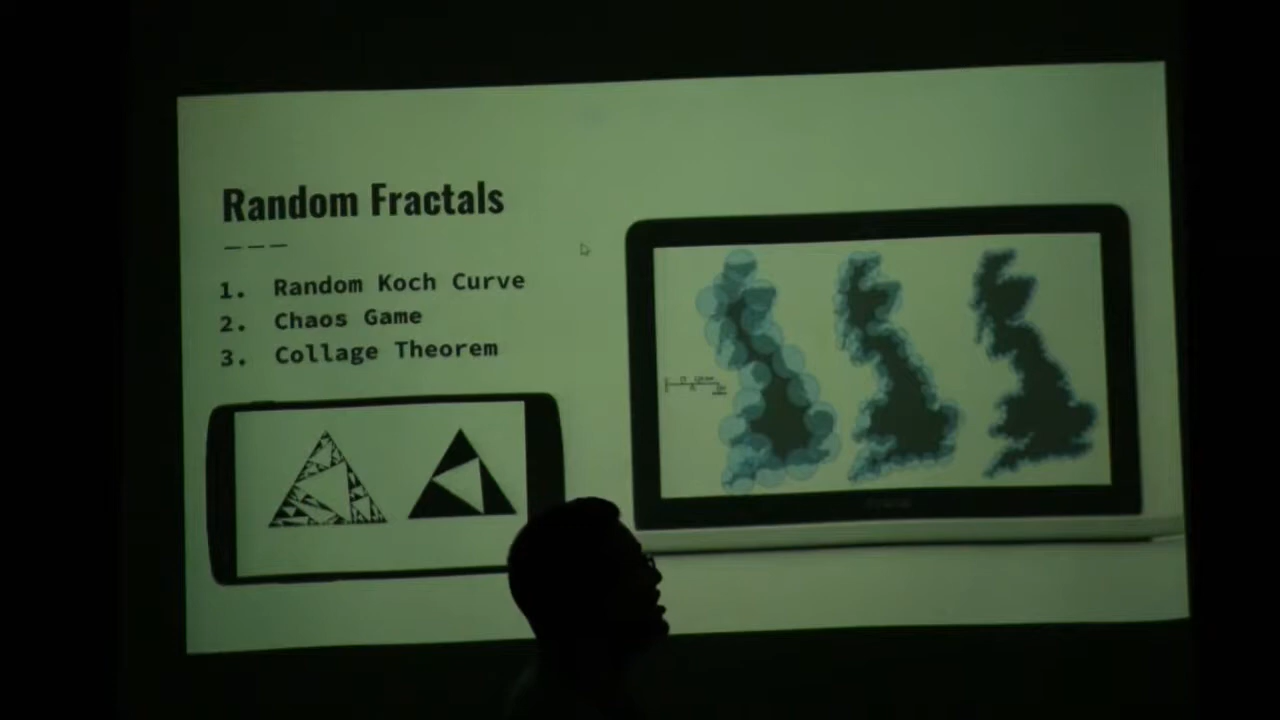 Random Fractals
1. Random Koch Curve
2. Chaos Game
3. Collage Theorem